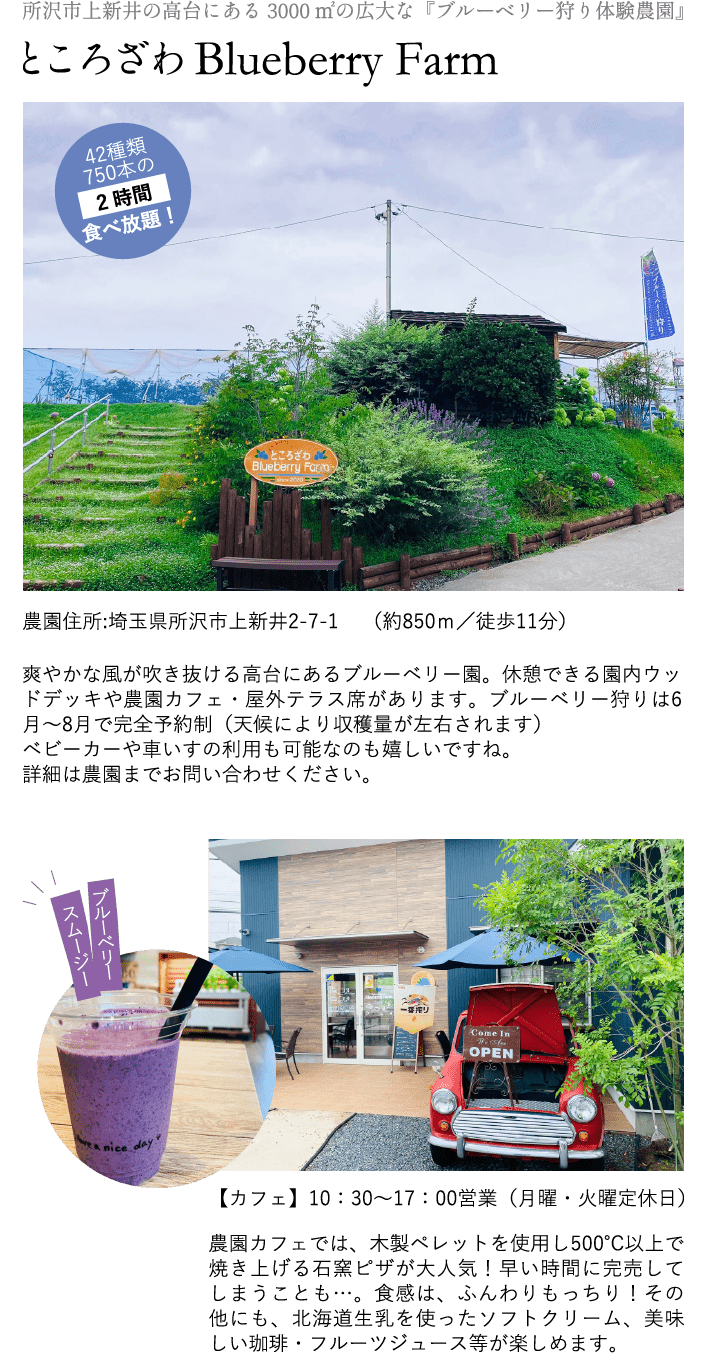 所沢市上新井の高台にある 3000 ㎡の広大な『ブルーベリー狩り体験農園』
ところざわ Blueberry Farm
42種類
750本の
2 時間
食べ放題！
ブルーベリー狩り
ところざわ
Blueberry Farm
Since 2020
農園住所:埼玉県所沢市上新井2-7-1　（約850ｍ／徒歩11分）
爽やかな風が吹き抜ける高台にあるブルーベリー園。休憩できる園内ウッ
ドデッキや農園カフェ・屋外テラス席があります。ブルーベリー狩りは6
月～8月で完全予約制（天候により収穫量が左右されます）
ベビーカーや車いすの利用も可能なのも嬉しいですね。
詳細は農園までお問い合わせください。
ブルーベリー
スムージー
have a nice day
一番搾り
Come In
We Are
OPEN
【カフェ】10：30～17：00営業（月曜・火曜定休日）
農園カフェでは、木製ペレットを使用し500℃以上で
焼き上げる石窯ピザが大人気！早い時間に完売して
しまうことも…。食感は、ふんわりもっちり！その
他にも、北海道生乳を使ったソフトクリーム、美味
しい珈琲・フルーツジュース等が楽しめます。